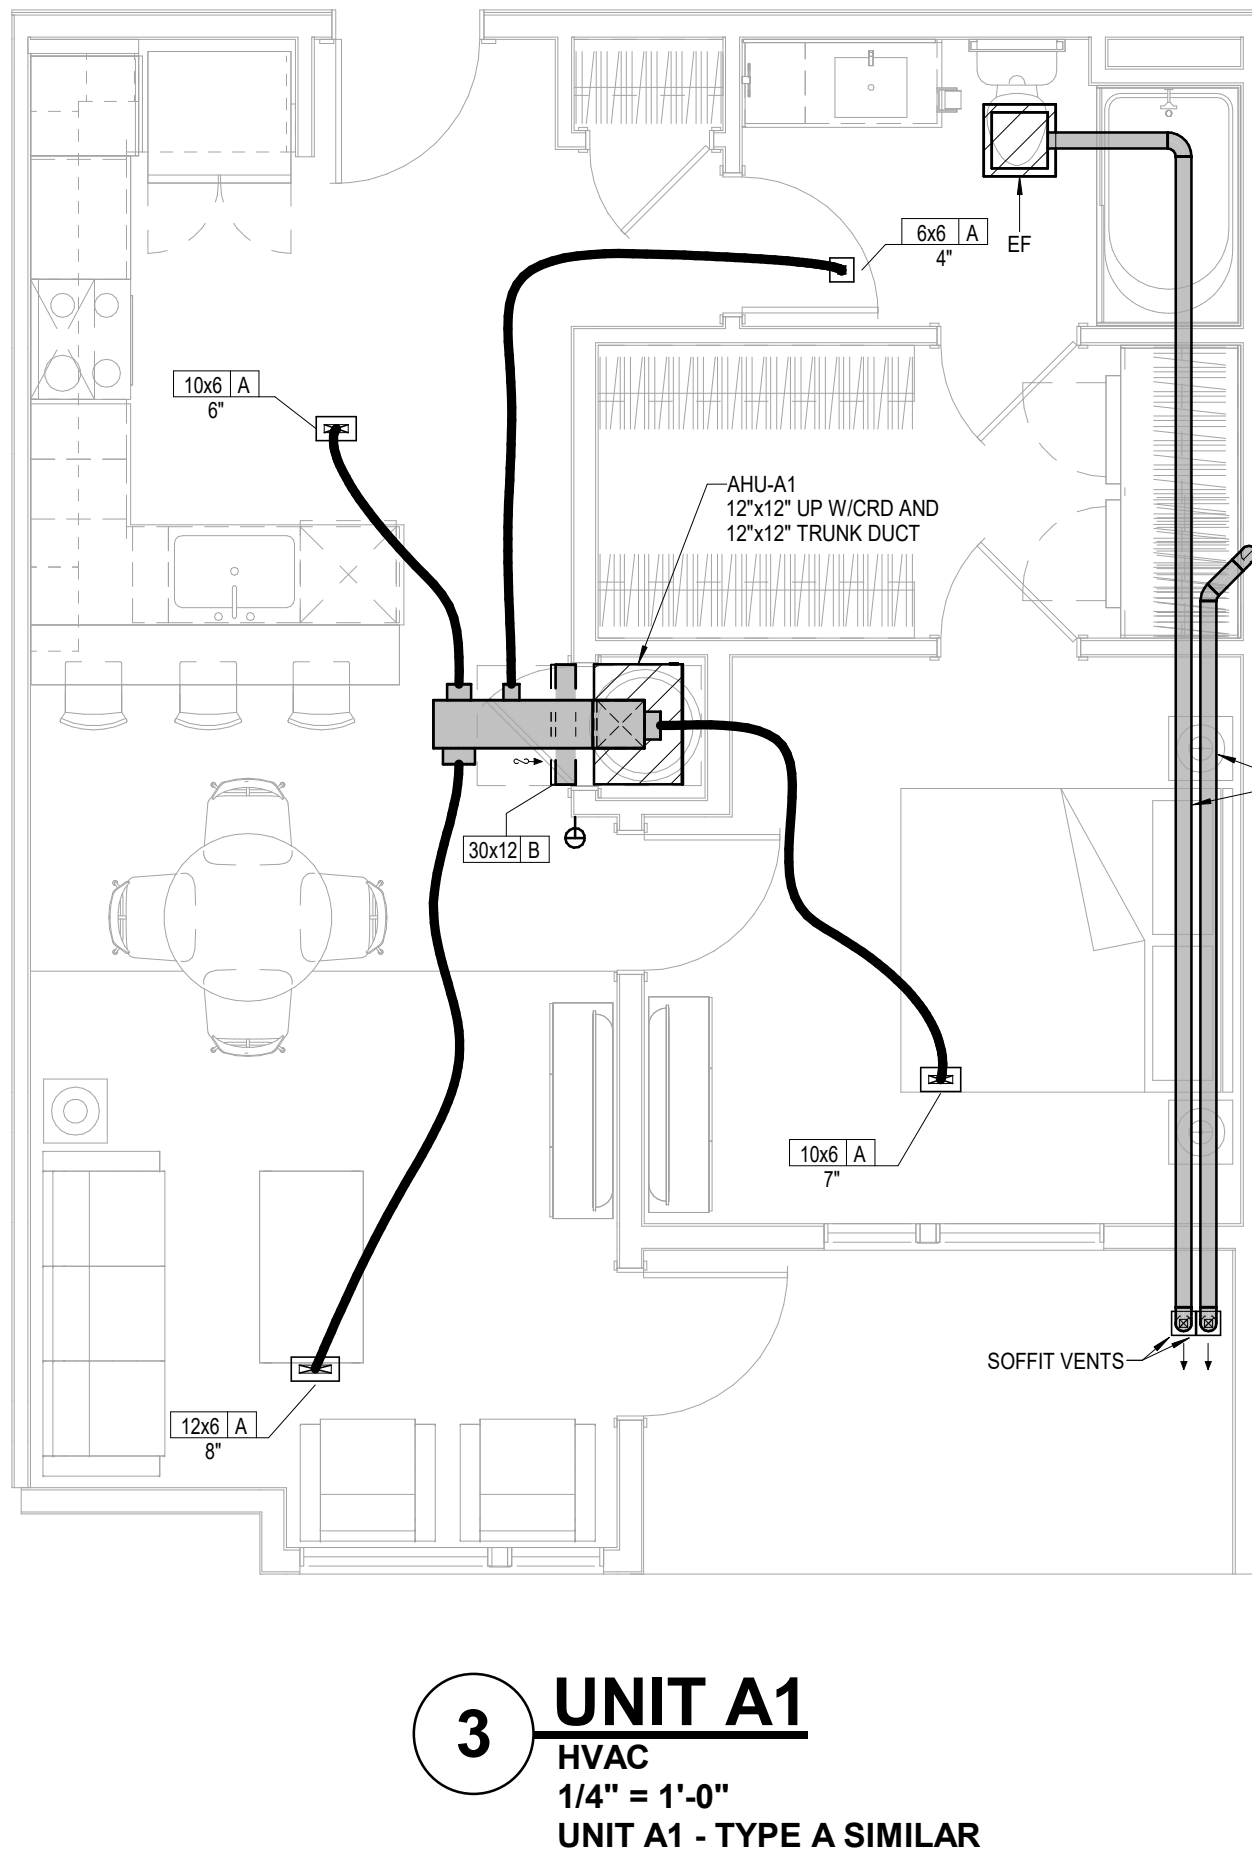 6x6 A
4"
EF
10x6 A
6"
AHU-A1
12"x12" UP W/CRD AND
12"x12" TRUNK DUCT
30x12 B
10x6 A
7"
SOFFIT VENTS
12x6 A
8"
3
UNIT A1
HVAC
1/4" = 1'-0"
UNIT A1 - TYPE A SIMILAR